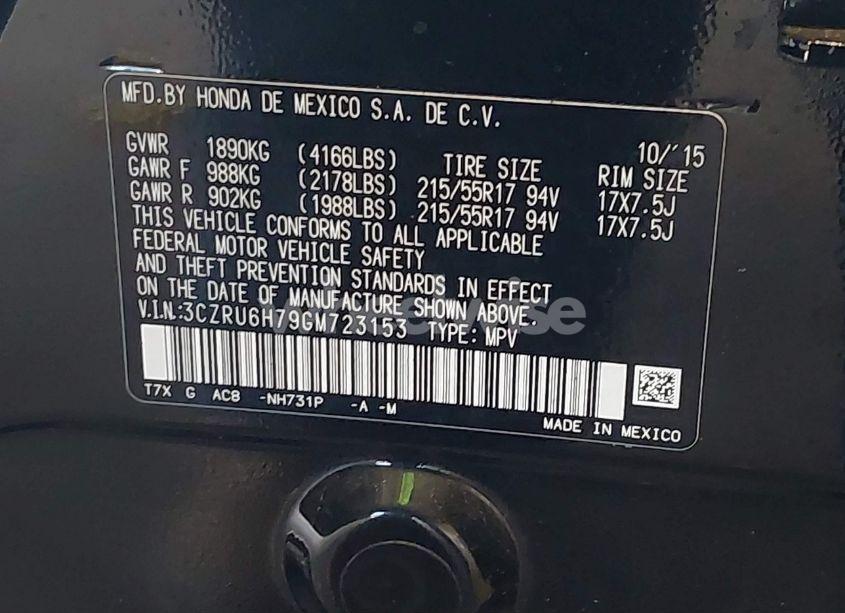 MFD.BY HONDA DE MEXICO S.A. DE C.V.
10/'15
GVWR 1890KG (4166LBS) TIRE SIZE RIM SIZE
GAWR F 988KG (2178LBS) 215/55R17 94V 17X7.5J
GAWR R 902KG (1988LBS) 215/55R17 94V 17X7.5J
THIS VEHICLE CONFORMS TO ALL APPLICABLE
FEDERAL MOTOR VEHICLE SAFETY
AND THEFT PREVENTION STANDARDS IN EFFECT
ON THE DATE OF MANUFACTURE SHOWN ABOVE.
V.I.N.:3CZRU6H79GM723153 TYPE: MPV
T7X G AC8 -NH731P -A -M
MADE IN MEXICO